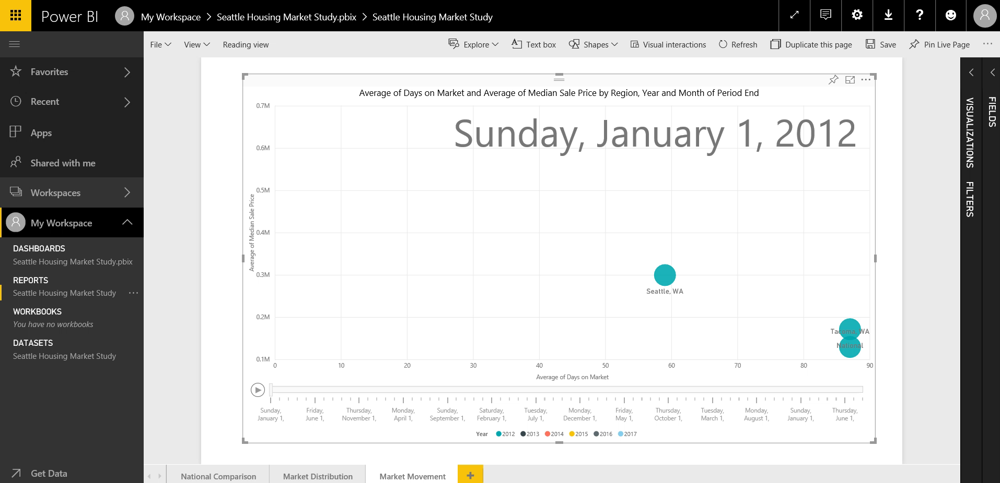 Power BI My Workspace > Seattle Housing Market Study.pbix > Seattle Housing Market Study
File View Reading view Explore Text box Shapes Visual interactions Refresh Duplicate this page Save Pin Live Page
Favorites
Recent
Apps
Shared with me
Workspaces
My Workspace
DASHBOARDS
Seattle Housing Market Study.pbix
REPORTS
Seattle Housing Market Study
WORKBOOKS
You have no workbooks
DATASETS
Seattle Housing Market Study
Get Data
Average of Days on Market and Average of Median Sale Price by Region, Year and Month of Period End
Sunday, January 1, 2012
Average of Median Sale Price
0.7M
0.6M
0.5M
0.4M
0.3M
0.2M
0.1M
Seattle, WA
Tacoma, WA
National
0 10 20 30 40 50 60 70 80 90
Average of Days on Market
Sunday, Friday, Thursday, Monday, Sunday, Saturday, Tuesday, Monday, Friday, Thursday, Tuesday, Monday, Sunday, Thursday,
January 1, June 1, November 1, April 1, September 1, February 1, July 1, December 1, May 1, October 1, March 1, August 1, January 1, June 1,
Year 2012 2013 2014 2015 2016 2017
VISUALIZATIONS
FILTERS
FIELDS
National Comparison Market Distribution Market Movement +